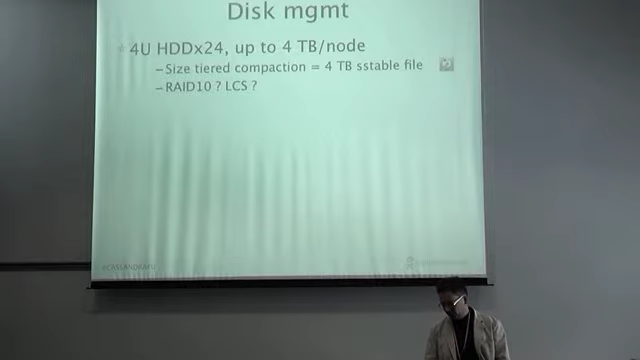 Disk mgmt
4U HDDx24, up to 4 TB/node
–Size tiered compaction = 4 TB sstable file
–RAID10 ? LCS ?